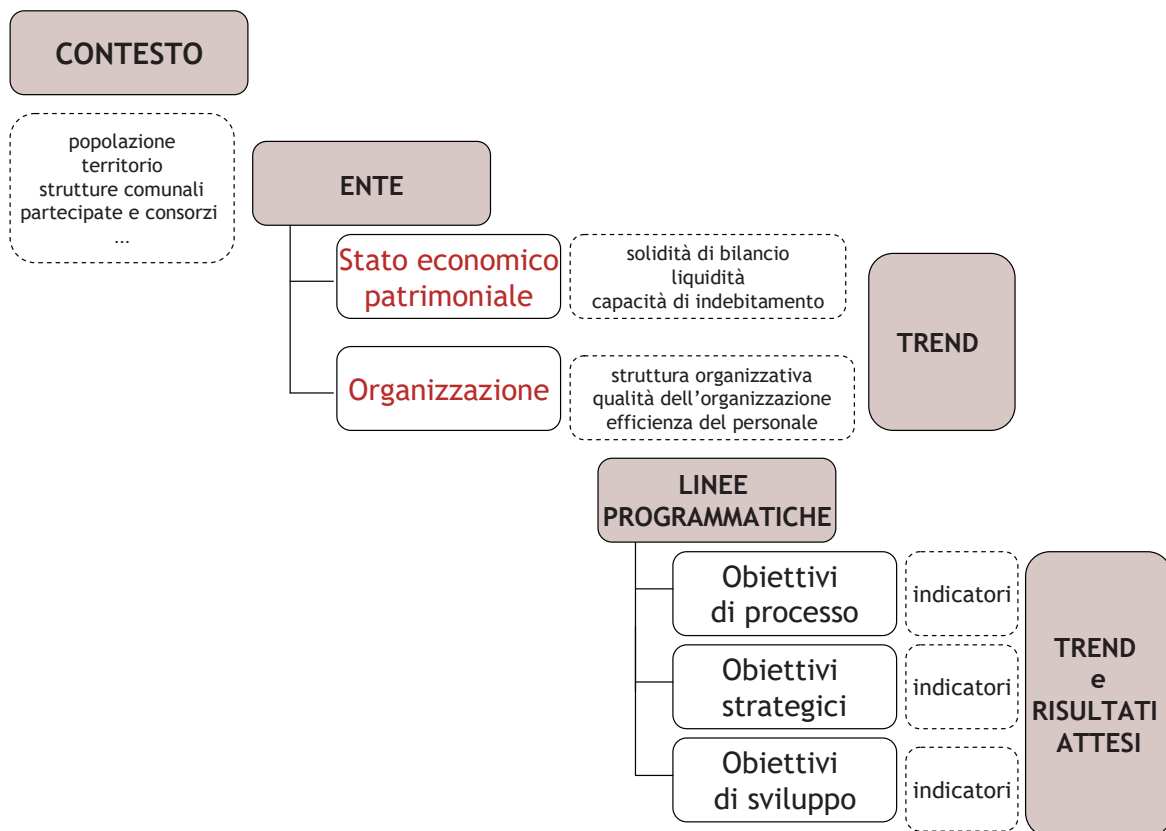 CONTESTO
popolazione
territorio
strutture comunali
partecipate e consorzi
...
ENTE
Stato economico
patrimoniale
solidità di bilancio
liquidità
capacità di indebitamento
Organizzazione
struttura organizzativa
qualità dell’organizzazione
efficienza del personale
TREND
LINEE
PROGRAMMATICHE
Obiettivi
di processo
indicatori
Obiettivi
strategici
indicatori
Obiettivi
di sviluppo
indicatori
TREND
e
RISULTATI
ATTESI